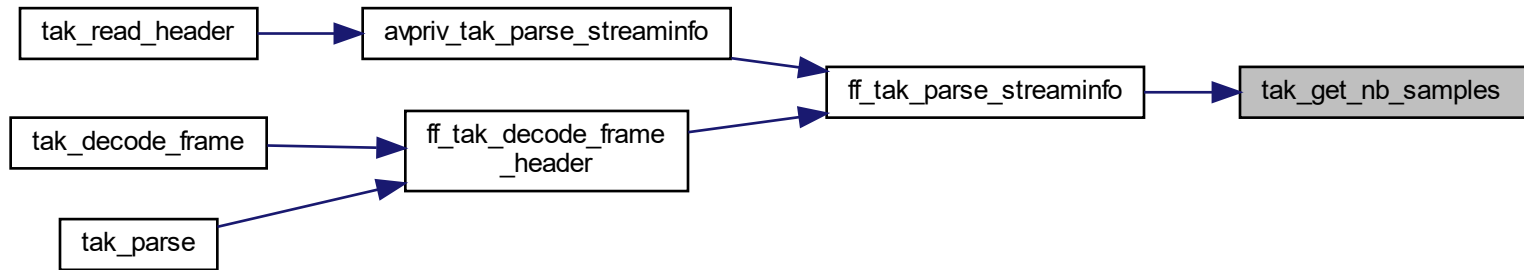 tak_read_header
avpriv_tak_parse_streaminfo
ff_tak_parse_streaminfo
tak_get_nb_samples
tak_decode_frame
ff_tak_decode_frame
_header
tak_parse